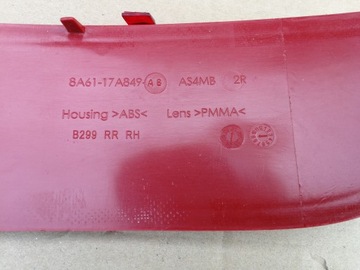 8A61-17A849- AB AS4MB 2R
Housing >ABS< Lens >PMMA<
B299 RR RH